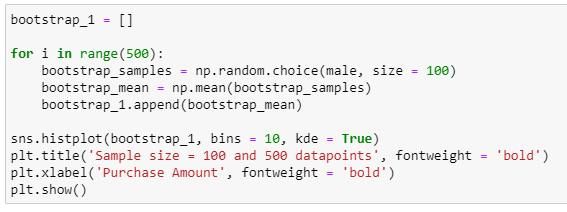 bootstrap_1 = []
for i in range(500):
    bootstrap_samples = np.random.choice(male, size = 100)
    bootstrap_mean = np.mean(bootstrap_samples)
    bootstrap_1.append(bootstrap_mean)
sns.histplot(bootstrap_1, bins = 10, kde = True)
plt.title('Sample size = 100 and 500 datapoints', fontweight = 'bold')
plt.xlabel('Purchase Amount', fontweight = 'bold')
plt.show()